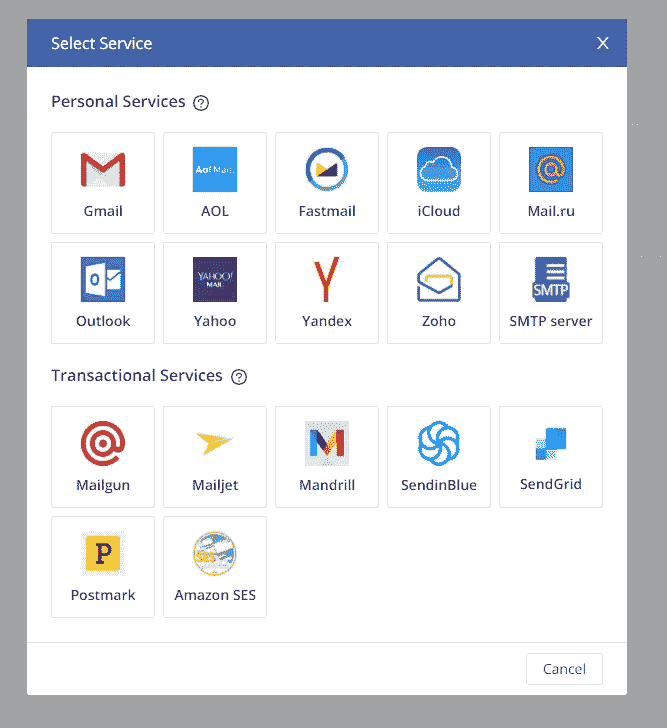 Select Service X
Personal Services ?
Aol Mail.
Gmail AOL Fastmail iCloud Mail.ru
YAHOO!
MAIL
SMTP
Outlook Yahoo Yandex Zoho SMTP server
Transactional Services ?
Mailgun Mailjet Mandrill SendinBlue SendGrid
P
SES
Postmark Amazon SES
Cancel